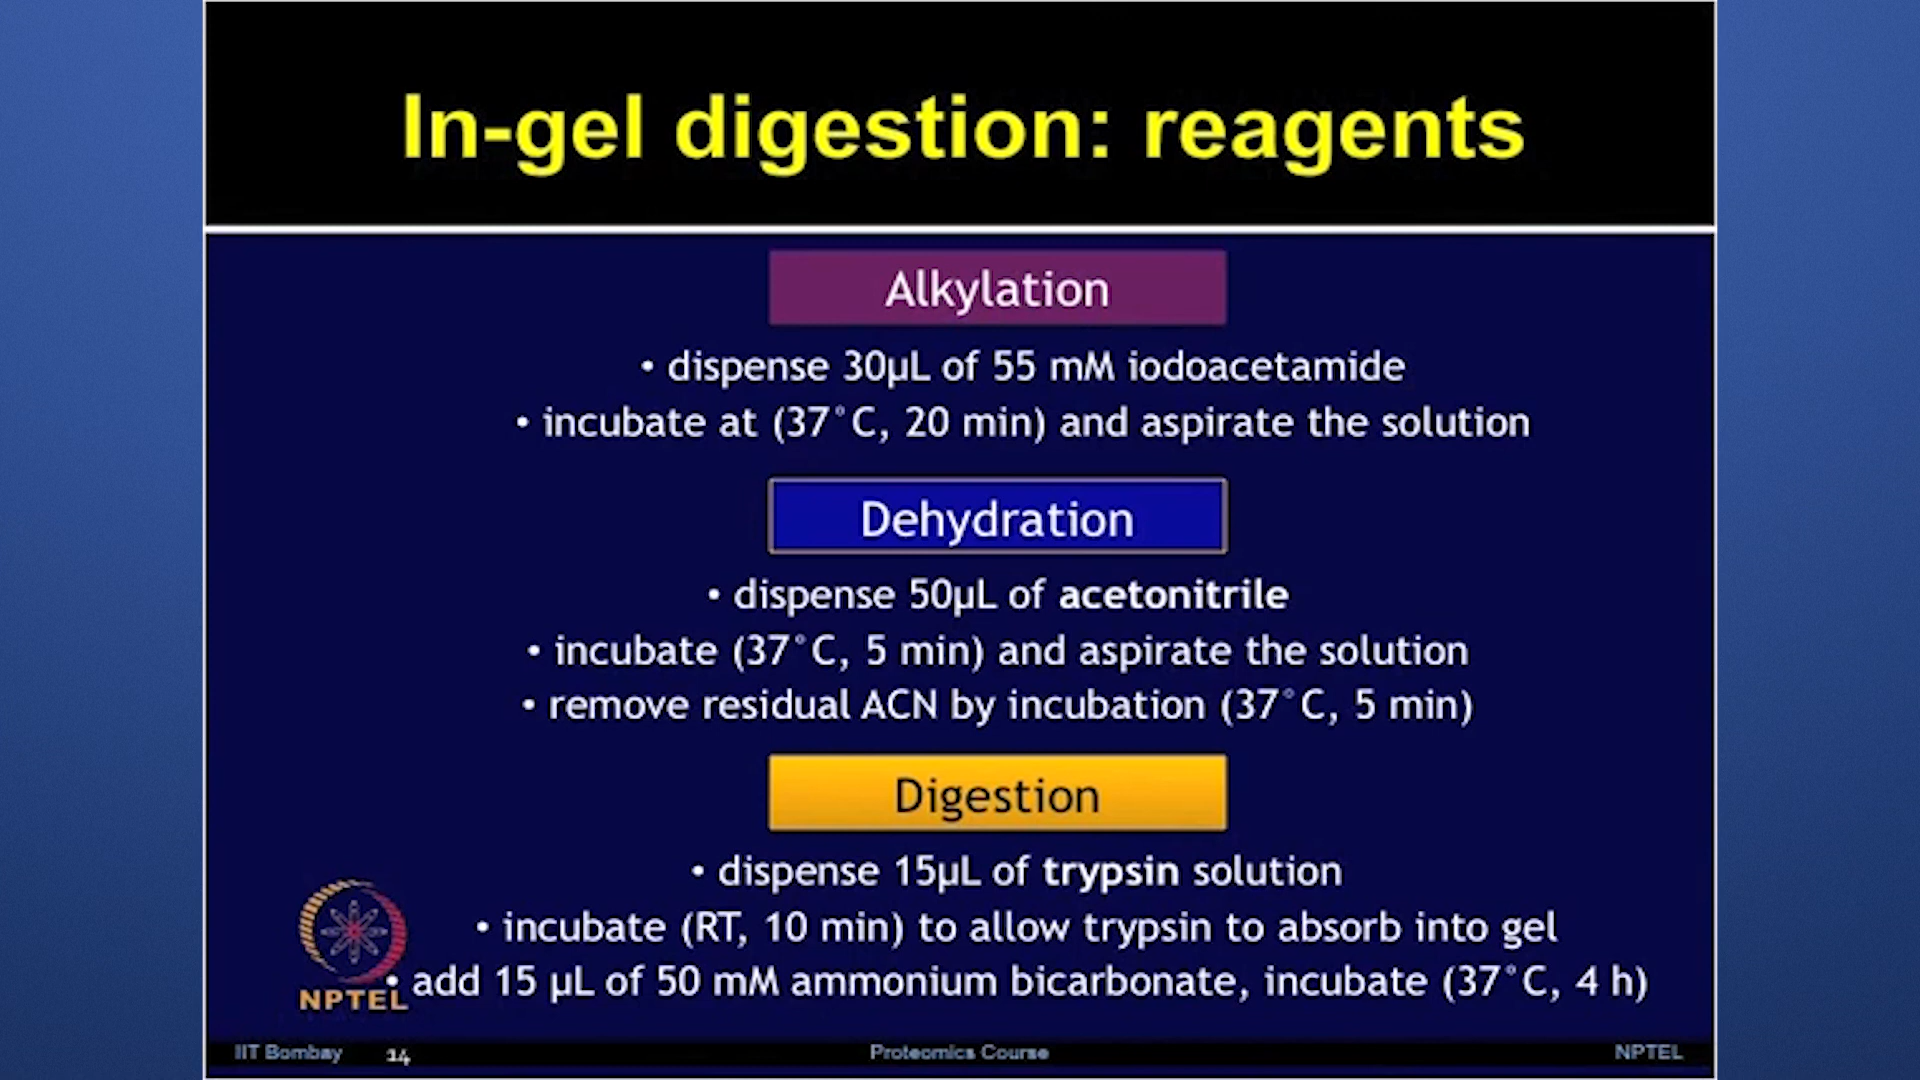 In-gel digestion: reagents
Alkylation
• dispense 30µL of 55 mM iodoacetamide
• incubate at (37°C, 20 min) and aspirate the solution
Dehydration
• dispense 50µL of acetonitrile
• incubate (37°C, 5 min) and aspirate the solution
• remove residual ACN by incubation (37°C, 5 min)
Digestion
• dispense 15µL of trypsin solution
• incubate (RT, 10 min) to allow trypsin to absorb into gel
• add 15 µL of 50 mM ammonium bicarbonate, incubate (37°C, 4 h)
NPTEL
IIT Bombay 14 Proteomics Course NPTEL